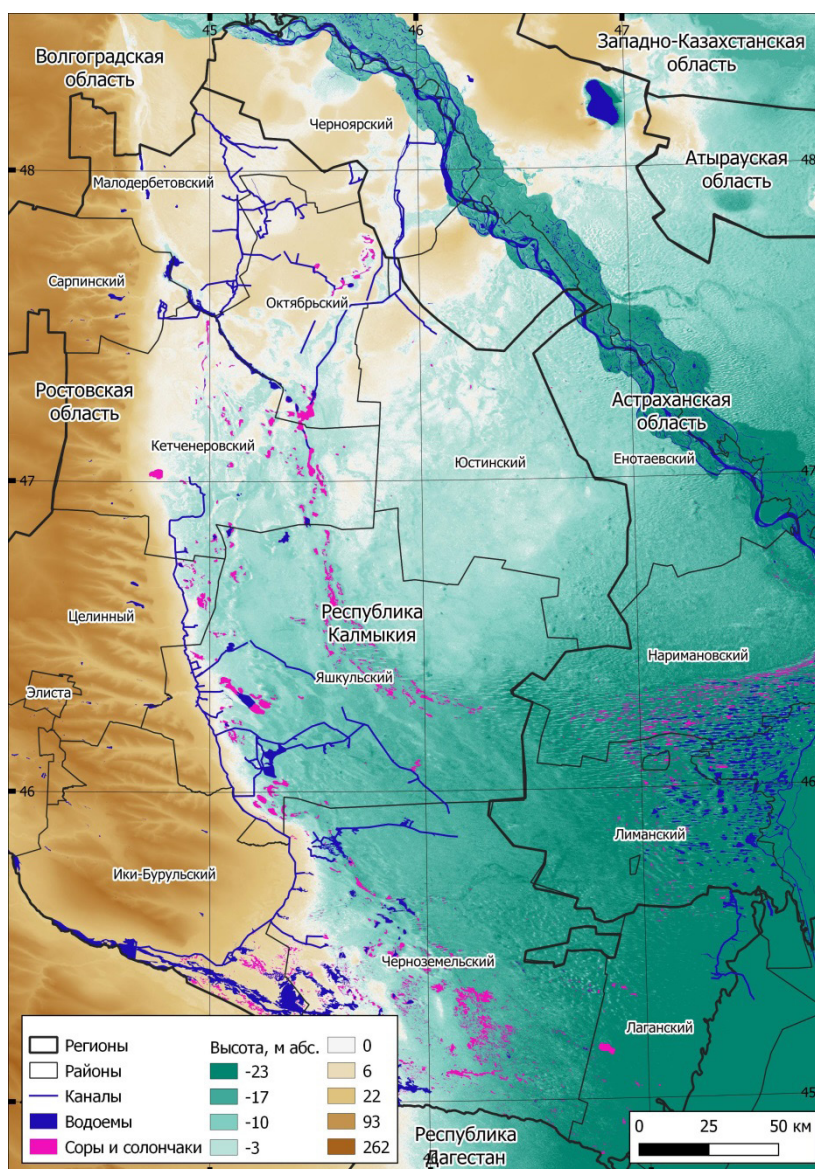 45
46
47
Волгоградская
область
Западно-Казахстанская
область
Черноярский
48
48
Атырауская
область
Малодербетовский
Сарпинский
Октябрьский
Ростовская
область
Астраханская
область
Кетченеровский
Юстинский
Енотаевский
47
47
Целинный
Республика
Калмыкия
Наримановский
Элиста
Яшкульский
46
46
Лиманский
Ики-Бурульский
Черноземельский
Лаганский
Регионы
Районы
Каналы
Водоемы
Соры и солончаки
Высота, м абс.
-23
-17
-10
-3
0
6
22
93
262
45
0 25 50 км
Республика
Дагестан